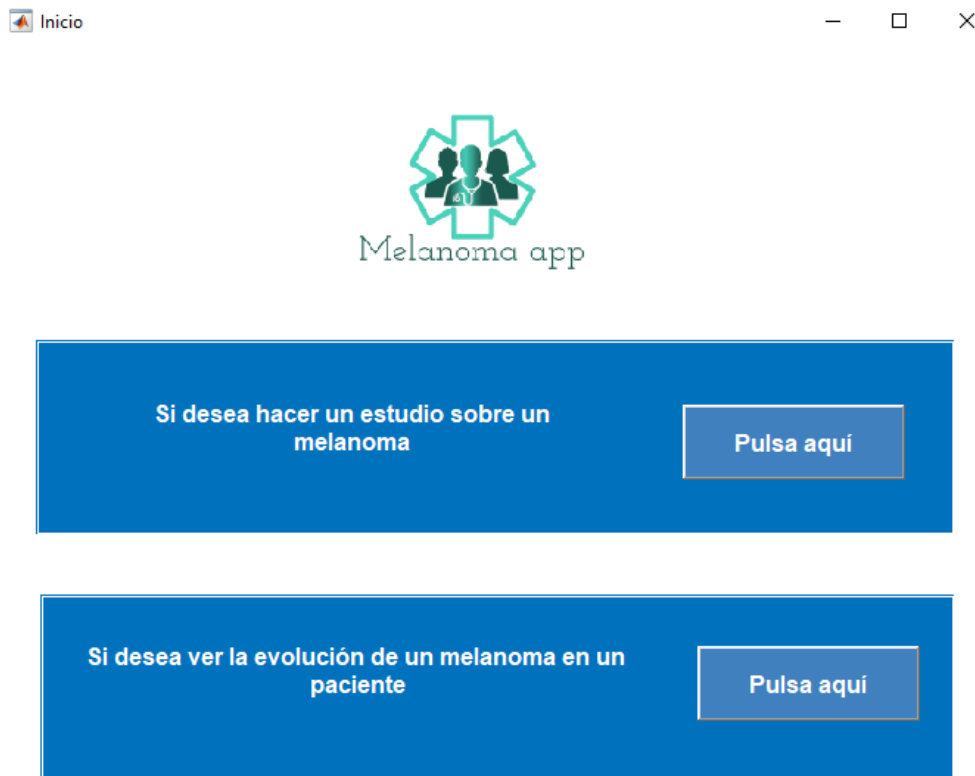 Inicio
Melanoma app
Si desea hacer un estudio sobre un
melanoma
Pulsa aquí
Si desea ver la evolución de un melanoma en un
paciente
Pulsa aquí